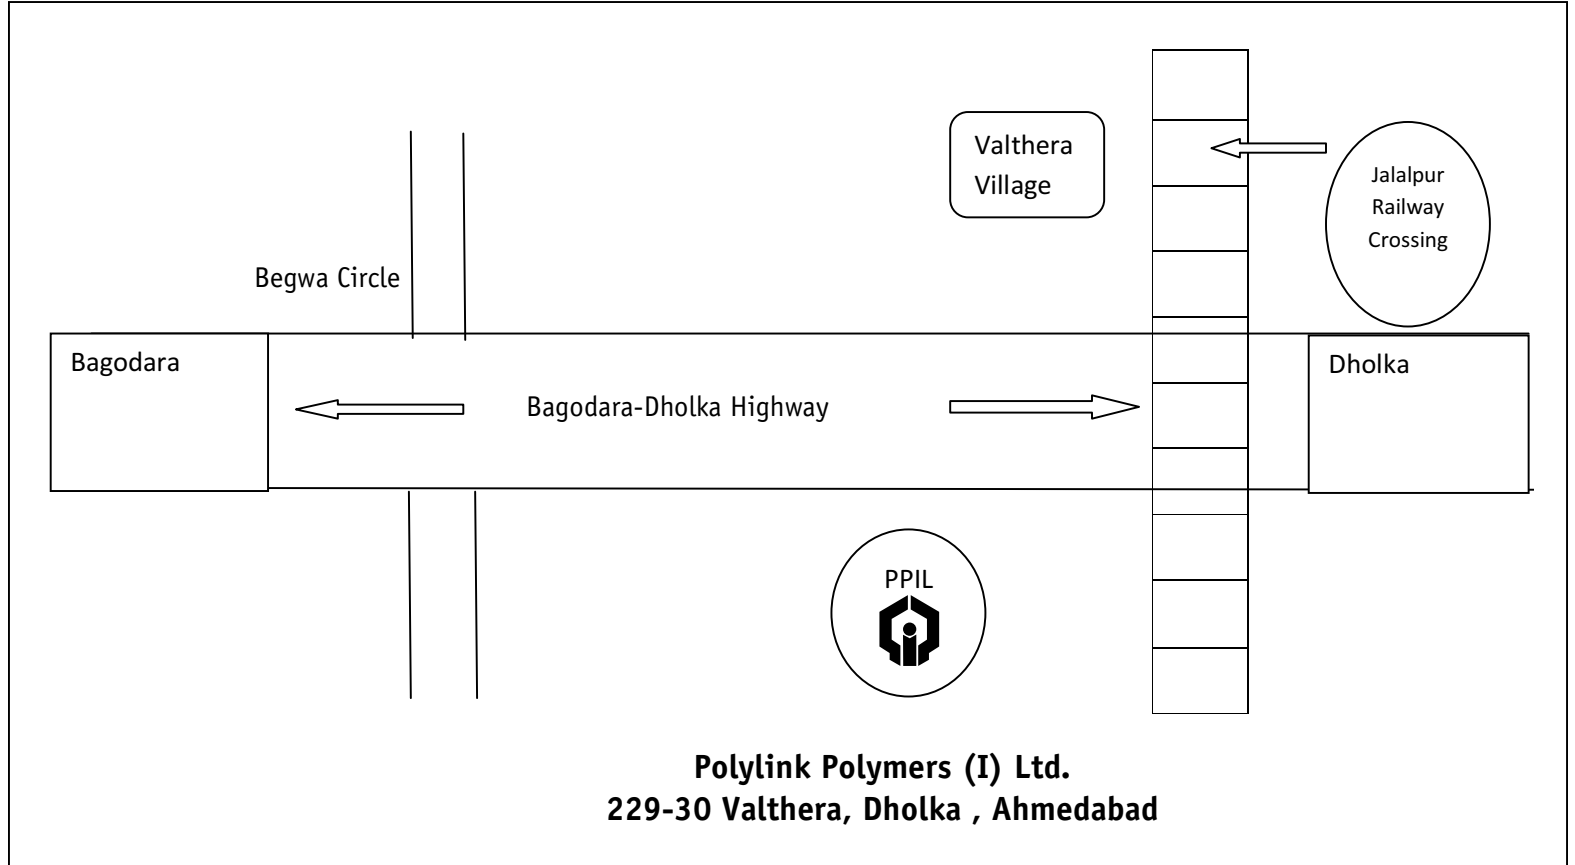 Valthera
Village
Jalalpur
Railway
Crossing
Begwa Circle
Bagodara
Bagodara-Dholka Highway
Dholka
PPIL
Polylink Polymers (I) Ltd.
229-30 Valthera, Dholka , Ahmedabad